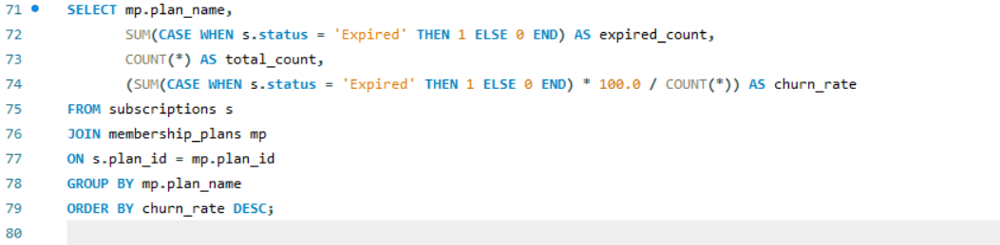 71 SELECT mp.plan_name,
72 SUM(CASE WHEN s.status = 'Expired' THEN 1 ELSE 0 END) AS expired_count,
73 COUNT(*) AS total_count,
74 (SUM(CASE WHEN s.status = 'Expired' THEN 1 ELSE 0 END) * 100.0 / COUNT(*)) AS churn_rate
75 FROM subscriptions s
76 JOIN membership_plans mp
77 ON s.plan_id = mp.plan_id
78 GROUP BY mp.plan_name
79 ORDER BY churn_rate DESC;
80